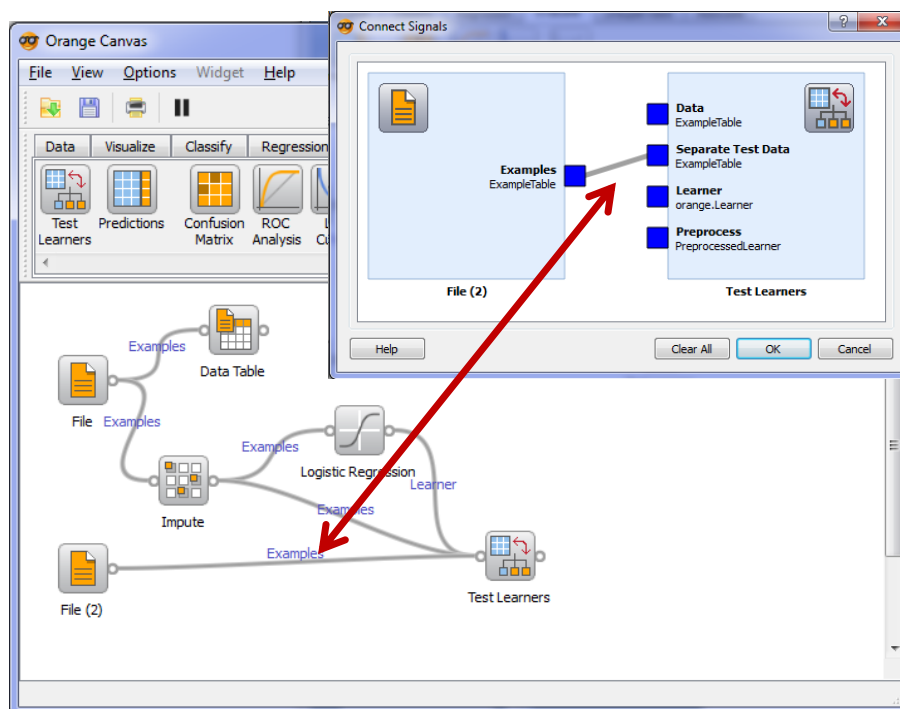 Orange Canvas
File View Options Widget Help
Data Visualize Classify Regression
Test Learners
Predictions
Confusion Matrix
ROC Analysis
Connect Signals
Examples
ExampleTable
Data
ExampleTable
Separate Test Data
ExampleTable
Learner
orange.Learner
Preprocess
PreprocessedLearner
File (2)
Test Learners
Help
Clear All
OK
Cancel
Examples
Data Table
File
Examples
Examples
Logistic Regression
Learner
Impute
Examples
Examples
File (2)
Test Learners